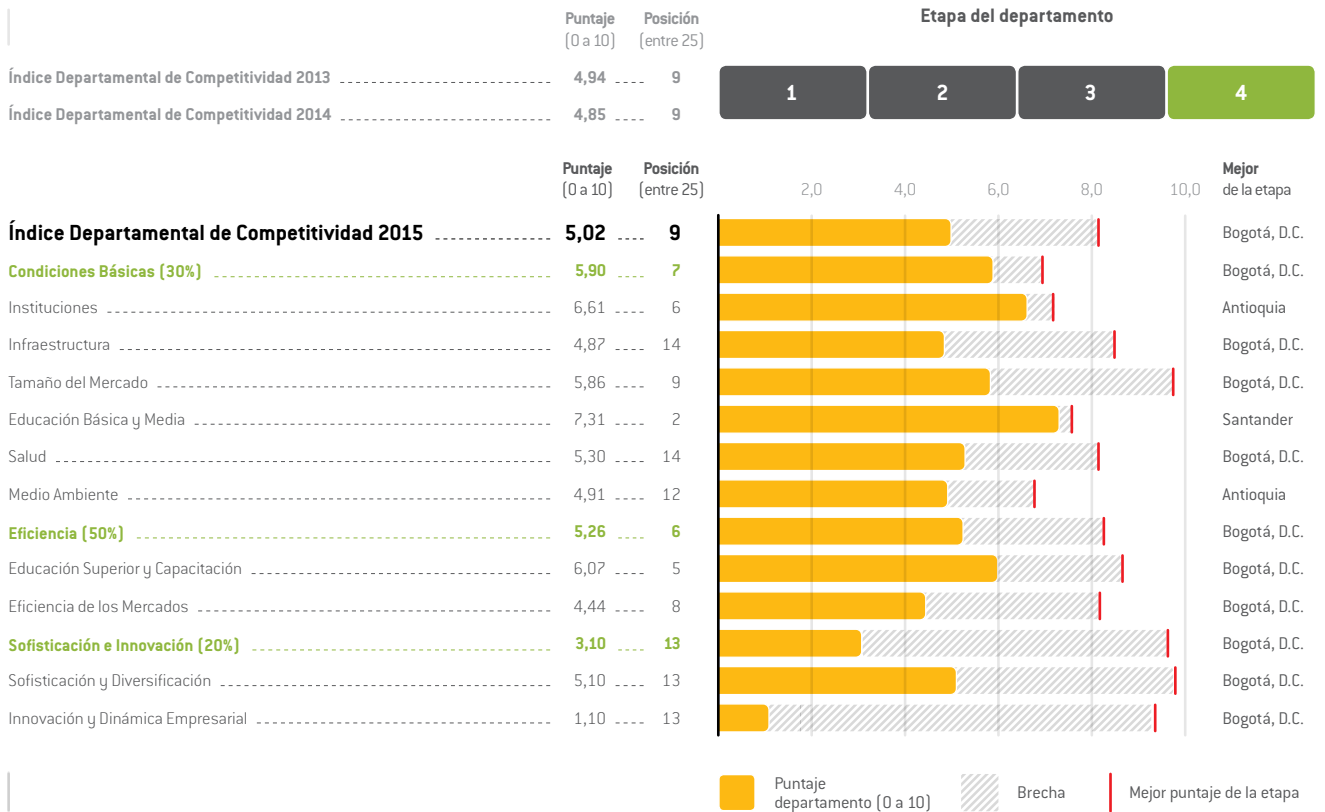 Puntaje Posición Etapa del departamento
(0 a 10) (entre 25)
Índice Departamental de Competitividad 2013 4,94 9
1 2 3 4
Índice Departamental de Competitividad 2014 4,85 9
Puntaje Posición Mejor
(0 a 10) (entre 25) 2,0 4,0 6,0 8,0 10,0 de la etapa
Índice Departamental de Competitividad 2015 5,02 9 Bogotá, D.C.
Condiciones Básicas (30%) 5,90 7 Bogotá, D.C.
Instituciones 6,61 6 Antioquia
Infraestructura 4,87 14 Bogotá, D.C.
Tamaño del Mercado 5,86 9 Bogotá, D.C.
Educación Básica y Media 7,31 2 Santander
Salud 5,30 14 Bogotá, D.C.
Medio Ambiente 4,91 12 Antioquia
Eficiencia (50%) 5,26 6 Bogotá, D.C.
Educación Superior y Capacitación 6,07 5 Bogotá, D.C.
Eficiencia de los Mercados 4,44 8 Bogotá, D.C.
Sofisticación e Innovación (20%) 3,10 13 Bogotá, D.C.
Sofisticación y Diversificación 5,10 13 Bogotá, D.C.
Innovación y Dinámica Empresarial 1,10 13 Bogotá, D.C.
Puntaje
departamento (0 a 10)
Brecha
Mejor puntaje de la etapa